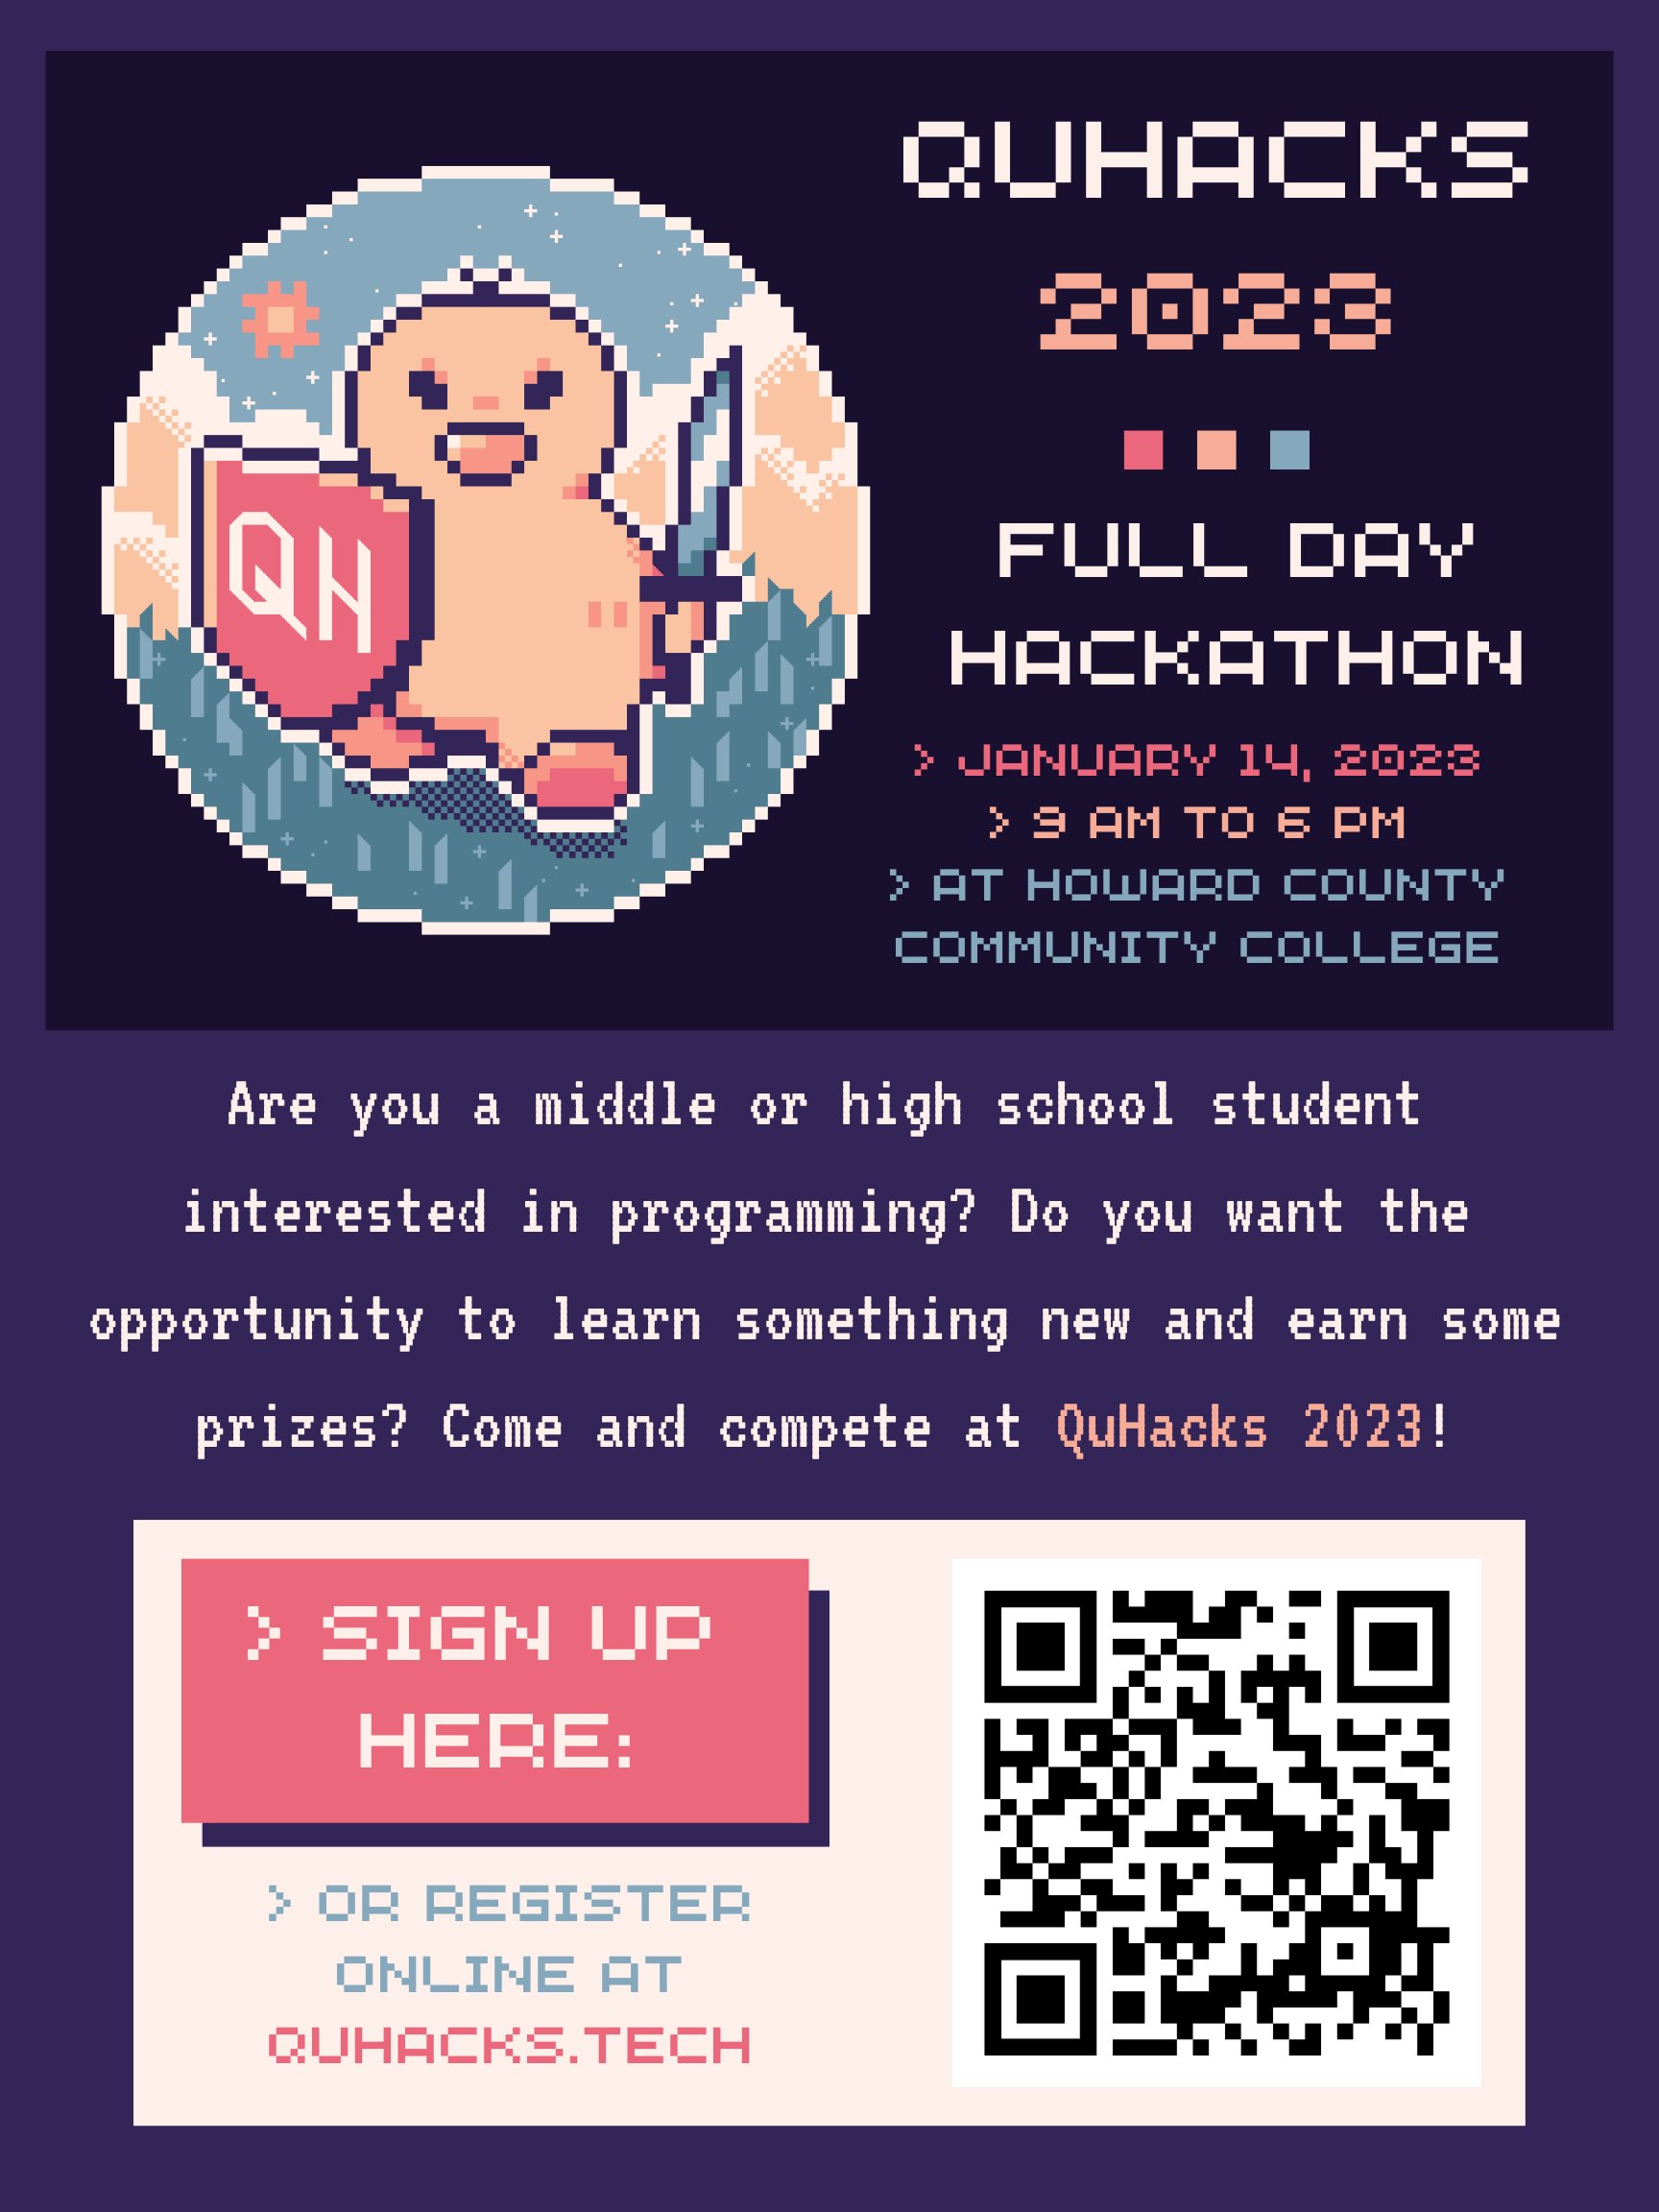 QUHACKS
2023
FULL DAY
HACKATHON
> JANUARY 14, 2023
> 9 AM TO 6 PM
> AT HOWARD COUNTY
COMMUNITY COLLEGE
QH
Are you a middle or high school student
interested in programming? Do you want the
opportunity to learn something new and earn some
prizes? Come and compete at QuHacks 2023!
> SIGN UP
HERE:
> OR REGISTER
ONLINE AT
QUHACKS.TECH